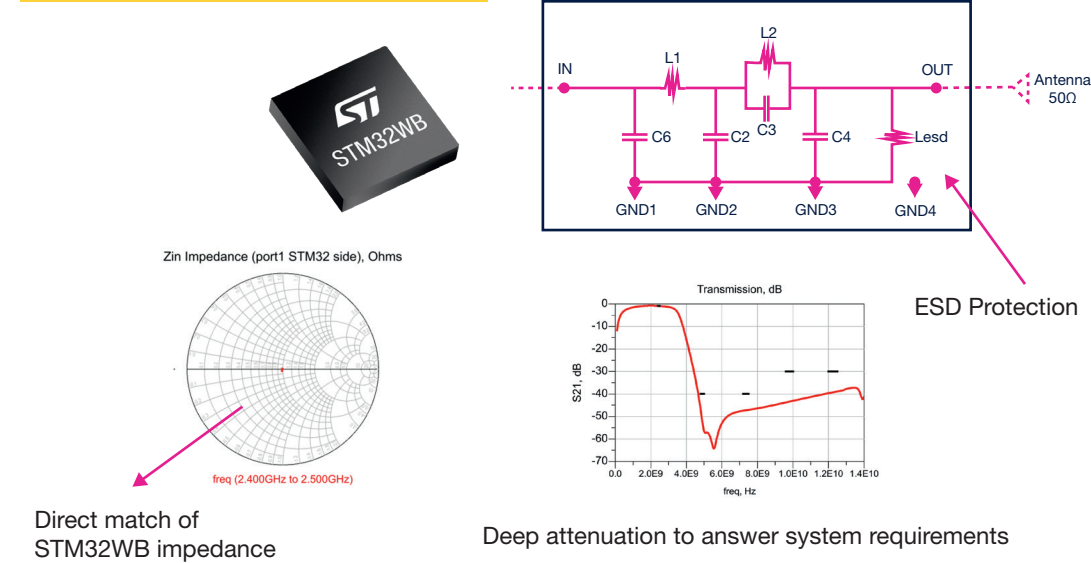 ST
STM32WB
IN
L1
L2
C3
OUT
Antenna
50Ω
C6
C2
C4
Lesd
GND1
GND2
GND3
GND4
ESD Protection
Zin Impedance (port1 STM32 side), Ohms
freq (2.400GHz to 2.500GHz)
Direct match of
STM32WB impedance
Transmission, dB
S21, dB
0
-10
-20
-30
-40
-50
-60
-70
0.0 2.0E9 4.0E9 6.0E9 8.0E9 1.0E10 1.2E10 1.4E10
freq, Hz
Deep attenuation to answer system requirements